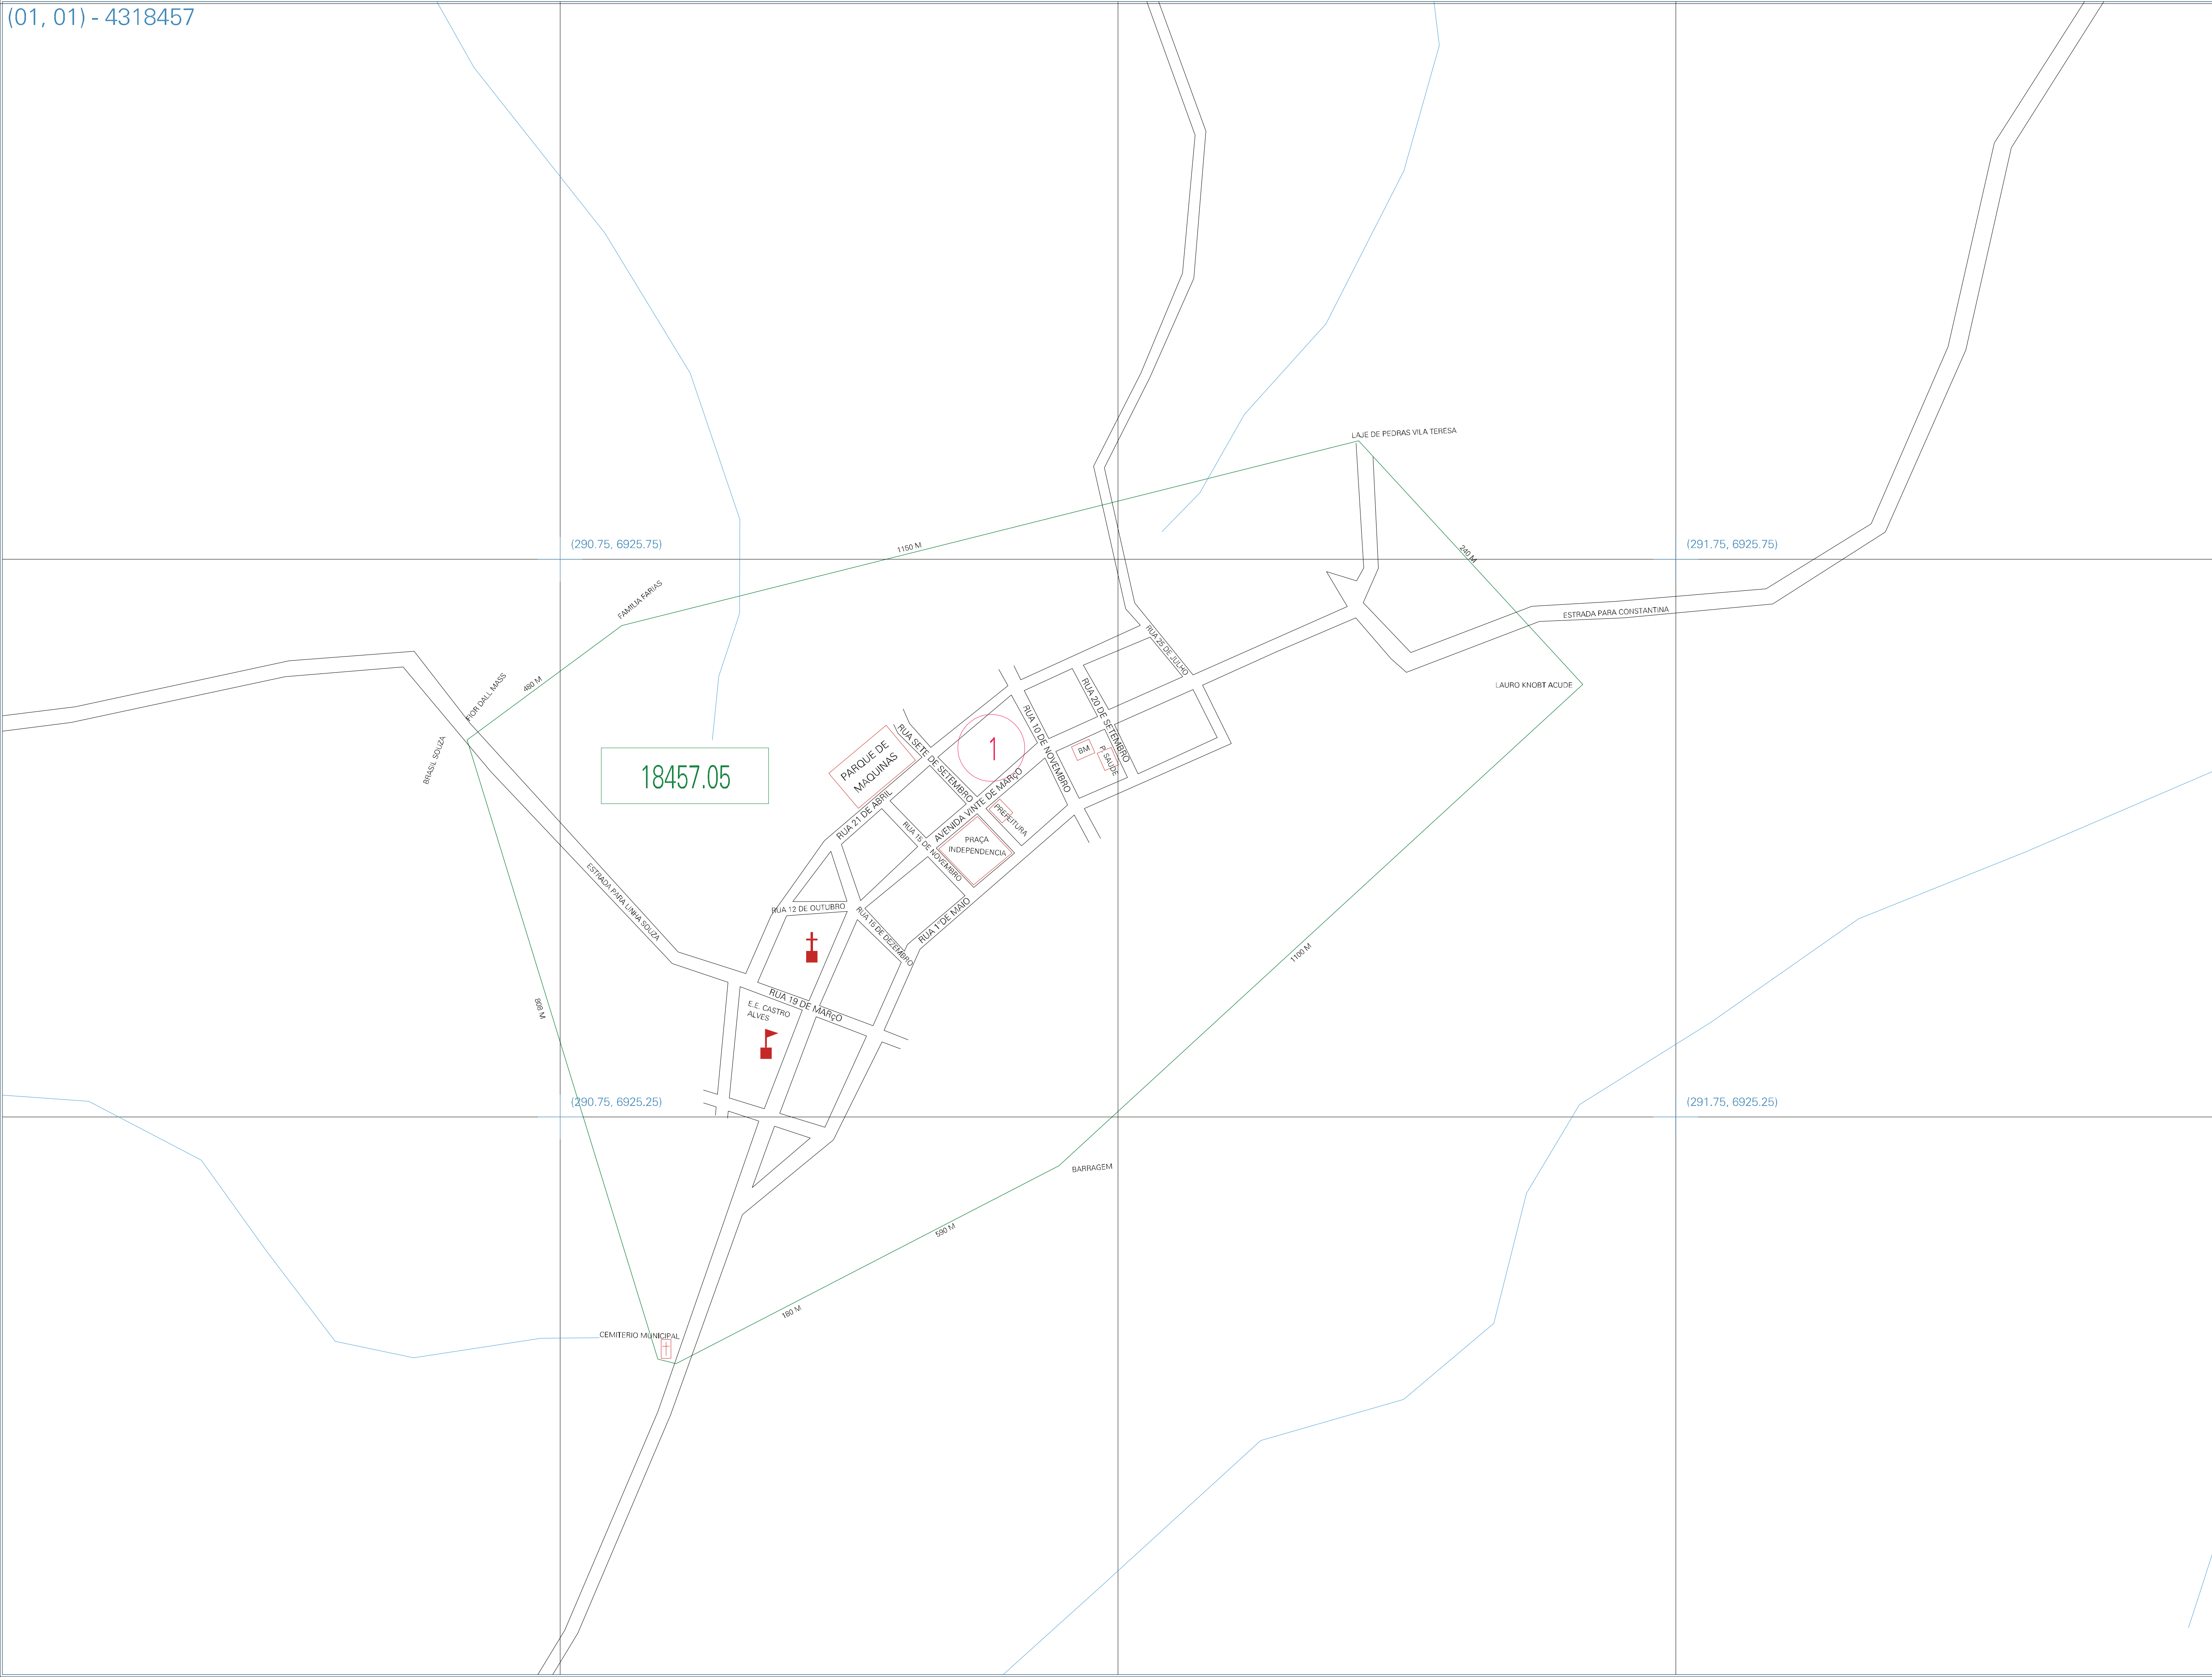 (01, 01) - 4318457
LAJE DE PEDRAS VILA TERESA
(290.75, 6925.75)
1150 M
240 M
(291.75, 6925.75)
FAMILIA FARIAS
ESTRADA PARA CONSTANTINA
RUA 25 DE JULHO
FIOR DALL MASS
480 M
LAURO KNOBT ACUDE
RUA 20 DE SETEMBRO
RUA 10 DE NOVEMBRO
BRASIL SOUZA
RUA SETE DE SETEMBRO
1
BM
P. SAUDE
PARQUE DE
MAQUINAS
18457.05
AVENIDA VINTE DE MARçO
RUA 21 DE ABRIL
PREFEITURA
RUA 15 DE NOVEMBRO
PRAÇA
INDEPENDENCIA
ESTRADA PARA LINHA SOUZA
RUA 12 DE OUTUBRO
RUA 15 DE DEZEMBRO
RUA 1°DE MAIO
1100 M
RUA 19 DE MARçO
E.E. CASTRO
ALVES
808 M
(290.75, 6925.25)
(291.75, 6925.25)
BARRAGEM
590 M
180 M
CEMITERIO MUNICIPAL